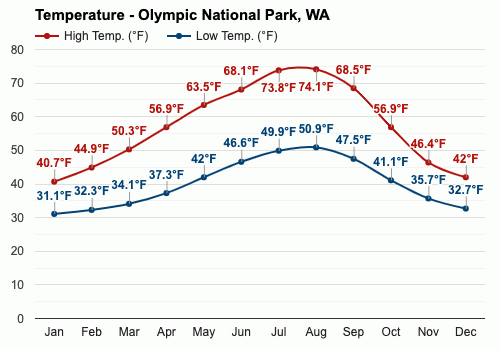 Temperature - Olympic National Park, WA
High Temp. (°F) Low Temp. (°F)
80
70
60
50
40
30
20
10
0
40.7°F 44.9°F 50.3°F 56.9°F 63.5°F 68.1°F 73.8°F 74.1°F 68.5°F 56.9°F 46.4°F 42°F
31.1°F 32.3°F 34.1°F 37.3°F 42°F 46.6°F 49.9°F 50.9°F 47.5°F 41.1°F 35.7°F 32.7°F
Jan Feb Mar Apr May Jun Jul Aug Sep Oct Nov Dec